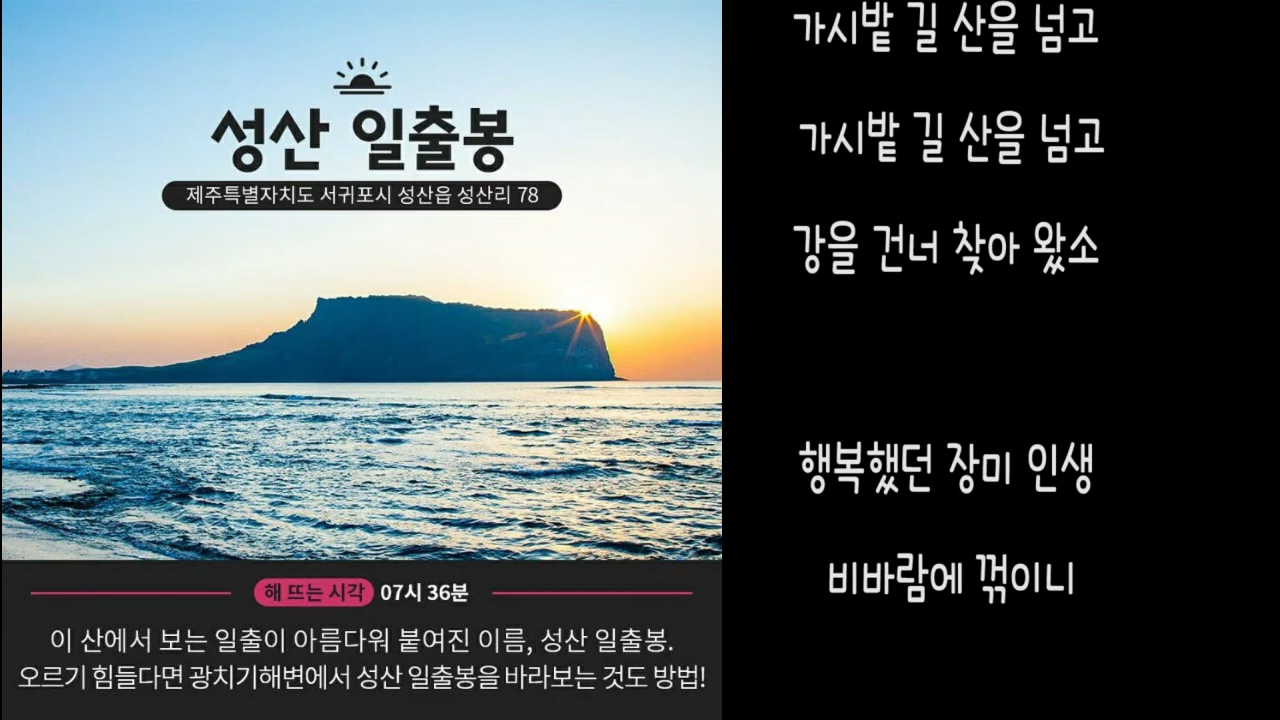 성산 일출봉
제주특별자치도 서귀포시 성산읍 성산리 78
해 뜨는 시각 07시 36분
이 산에서 보는 일출이 아름다워 붙여진 이름, 성산 일출봉.
오르기 힘들다면 광치기해변에서 성산 일출봉을 바라보는 것도 방법!
가시밭 길 산을 넘고
가시밭 길 산을 넘고
강을 건너 찾아 왔소
행복했던 장미 인생
비바람에 꺾이니